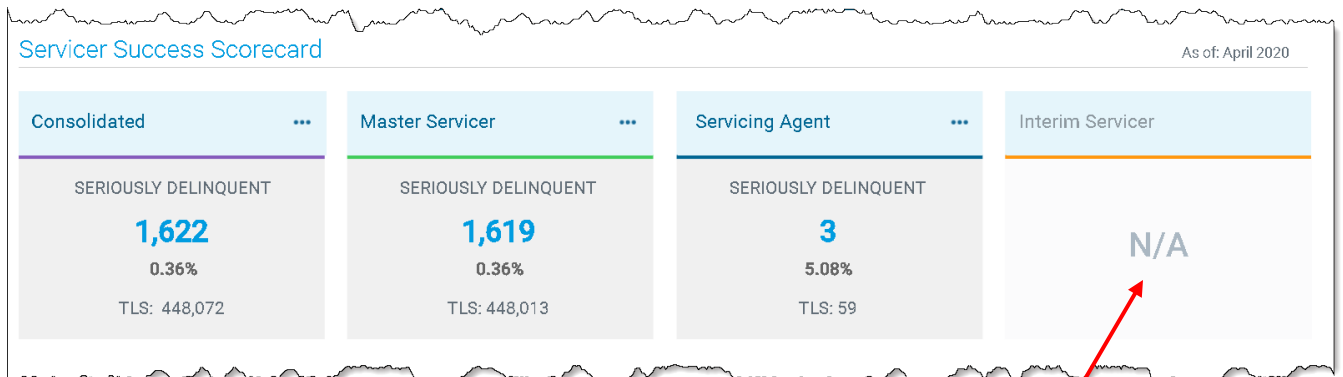 Servicer Success Scorecard
As of: April 2020
Consolidated ...
Master Servicer ...
Servicing Agent ...
Interim Servicer
SERIOUSLY DELINQUENT
1,622
0.36%
TLS: 448,072
SERIOUSLY DELINQUENT
1,619
0.36%
TLS: 448,013
SERIOUSLY DELINQUENT
3
5.08%
TLS: 59
N/A